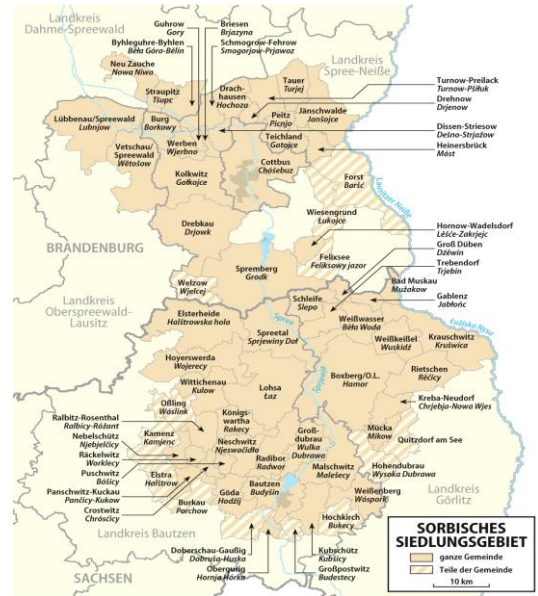 Landkreis
Dahme-Spreewald
Guhrow
Gory
Briesen
Brjazyna
Byhleguhre-Byhlen
Běła Góra-Bělin
Schmogrow-Fehrow
Smogorjow-Prjawoz
Landkreis
Spree-Neiße
Neu Zauche
Nowa Niwa
Straupitz
Tšupc
Drach-
hausen
Hochoza
Tauer
Turjej
Turnow-Preilack
Turnow-Pśiłuk
Drehnow
Drjenow
Lübbenau/Spreewald
Lubnjow
Burg
Borkowy
Peitz
Picnjo
Jänschwalde
Janšojce
Dissen-Striesow
Dešno-Strjažow
Heinersbrück
Móst
Vetschau/
Spreewald
Wětošow
Werben
Wjerbno
Teichland
Gatojce
Kolkwitz
Gołkojce
Cottbus
Chóśebuz
Forst
Baršć
Lausitzer Neiße
Wiesengrund
Łukojce
Drebkau
Drjowk
Hornow-Wadelsdorf
Lěšće-Zakrjejc
BRANDENBURG
Felixsee
Feliksowy jazor
Groß Düben
Dźěwin
Trebendorf
Trjebin
Spremberg
Grodk
Welzow
Wjelcej
Bad Muskau
Mužakow
Gablenz
Jabłońc
Landkreis
Oberspreewald-
Lausitz
Schleife
Slepo
Elsterheide
Halštrowska hola
Spree
Weißwasser
Běła Woda
Łužiska Nysa
Spreetal
Sprjewiny Doł
Weißkeißel
Wuskidź
Krauschwitz
Krušwica
Hoyerswerda
Wojerecy
Sprjewja
Boxberg/O.L.
Hamor
Rietschen
Rěčicy
Wittichenau
Kulow
Lohsa
Łaz
Kreba-Neudorf
Chrjebja-Nowa Wjes
Oßling
Wóslink
Ralbitz-Rosenthal
Ralbicy-Róžant
Königs-
wartha
Rakecy
Groß-
dubrau
Wulka
Dubrawa
Mücka
Mikow
Quitzdorf am See
Nebelschütz
Njebjelčicy
Kamenz
Kamjenc
Neschwitz
Njeswačidło
Räckelwitz
Worklecy
Radibor
Radwor
Malschwitz
Malešecy
Hohendubrau
Wysoka Dubrawa
Puschwitz
Bóšicy
Elstra
Halštrow
Panschwitz-Kuckau
Pančicy-Kukow
Göda
Hodźij
Bautzen
Budyšin
Weißenberg
Wóspork
Crostwitz
Chrósćicy
Burkau
Porchow
Landkreis
Görlitz
Hochkirch
Bukecy
Landkreis Bautzen
Doberschau-Gaußig
Dobruša-Huska
Kubschütz
Kubšicy
Obergurig
Hornja Hórka
Großpostwitz
Budestecy
SACHSEN
SORBISCHES
SIEDLUNGSGEBIET
ganze Gemeinde
Teile der Gemeinde
10 km